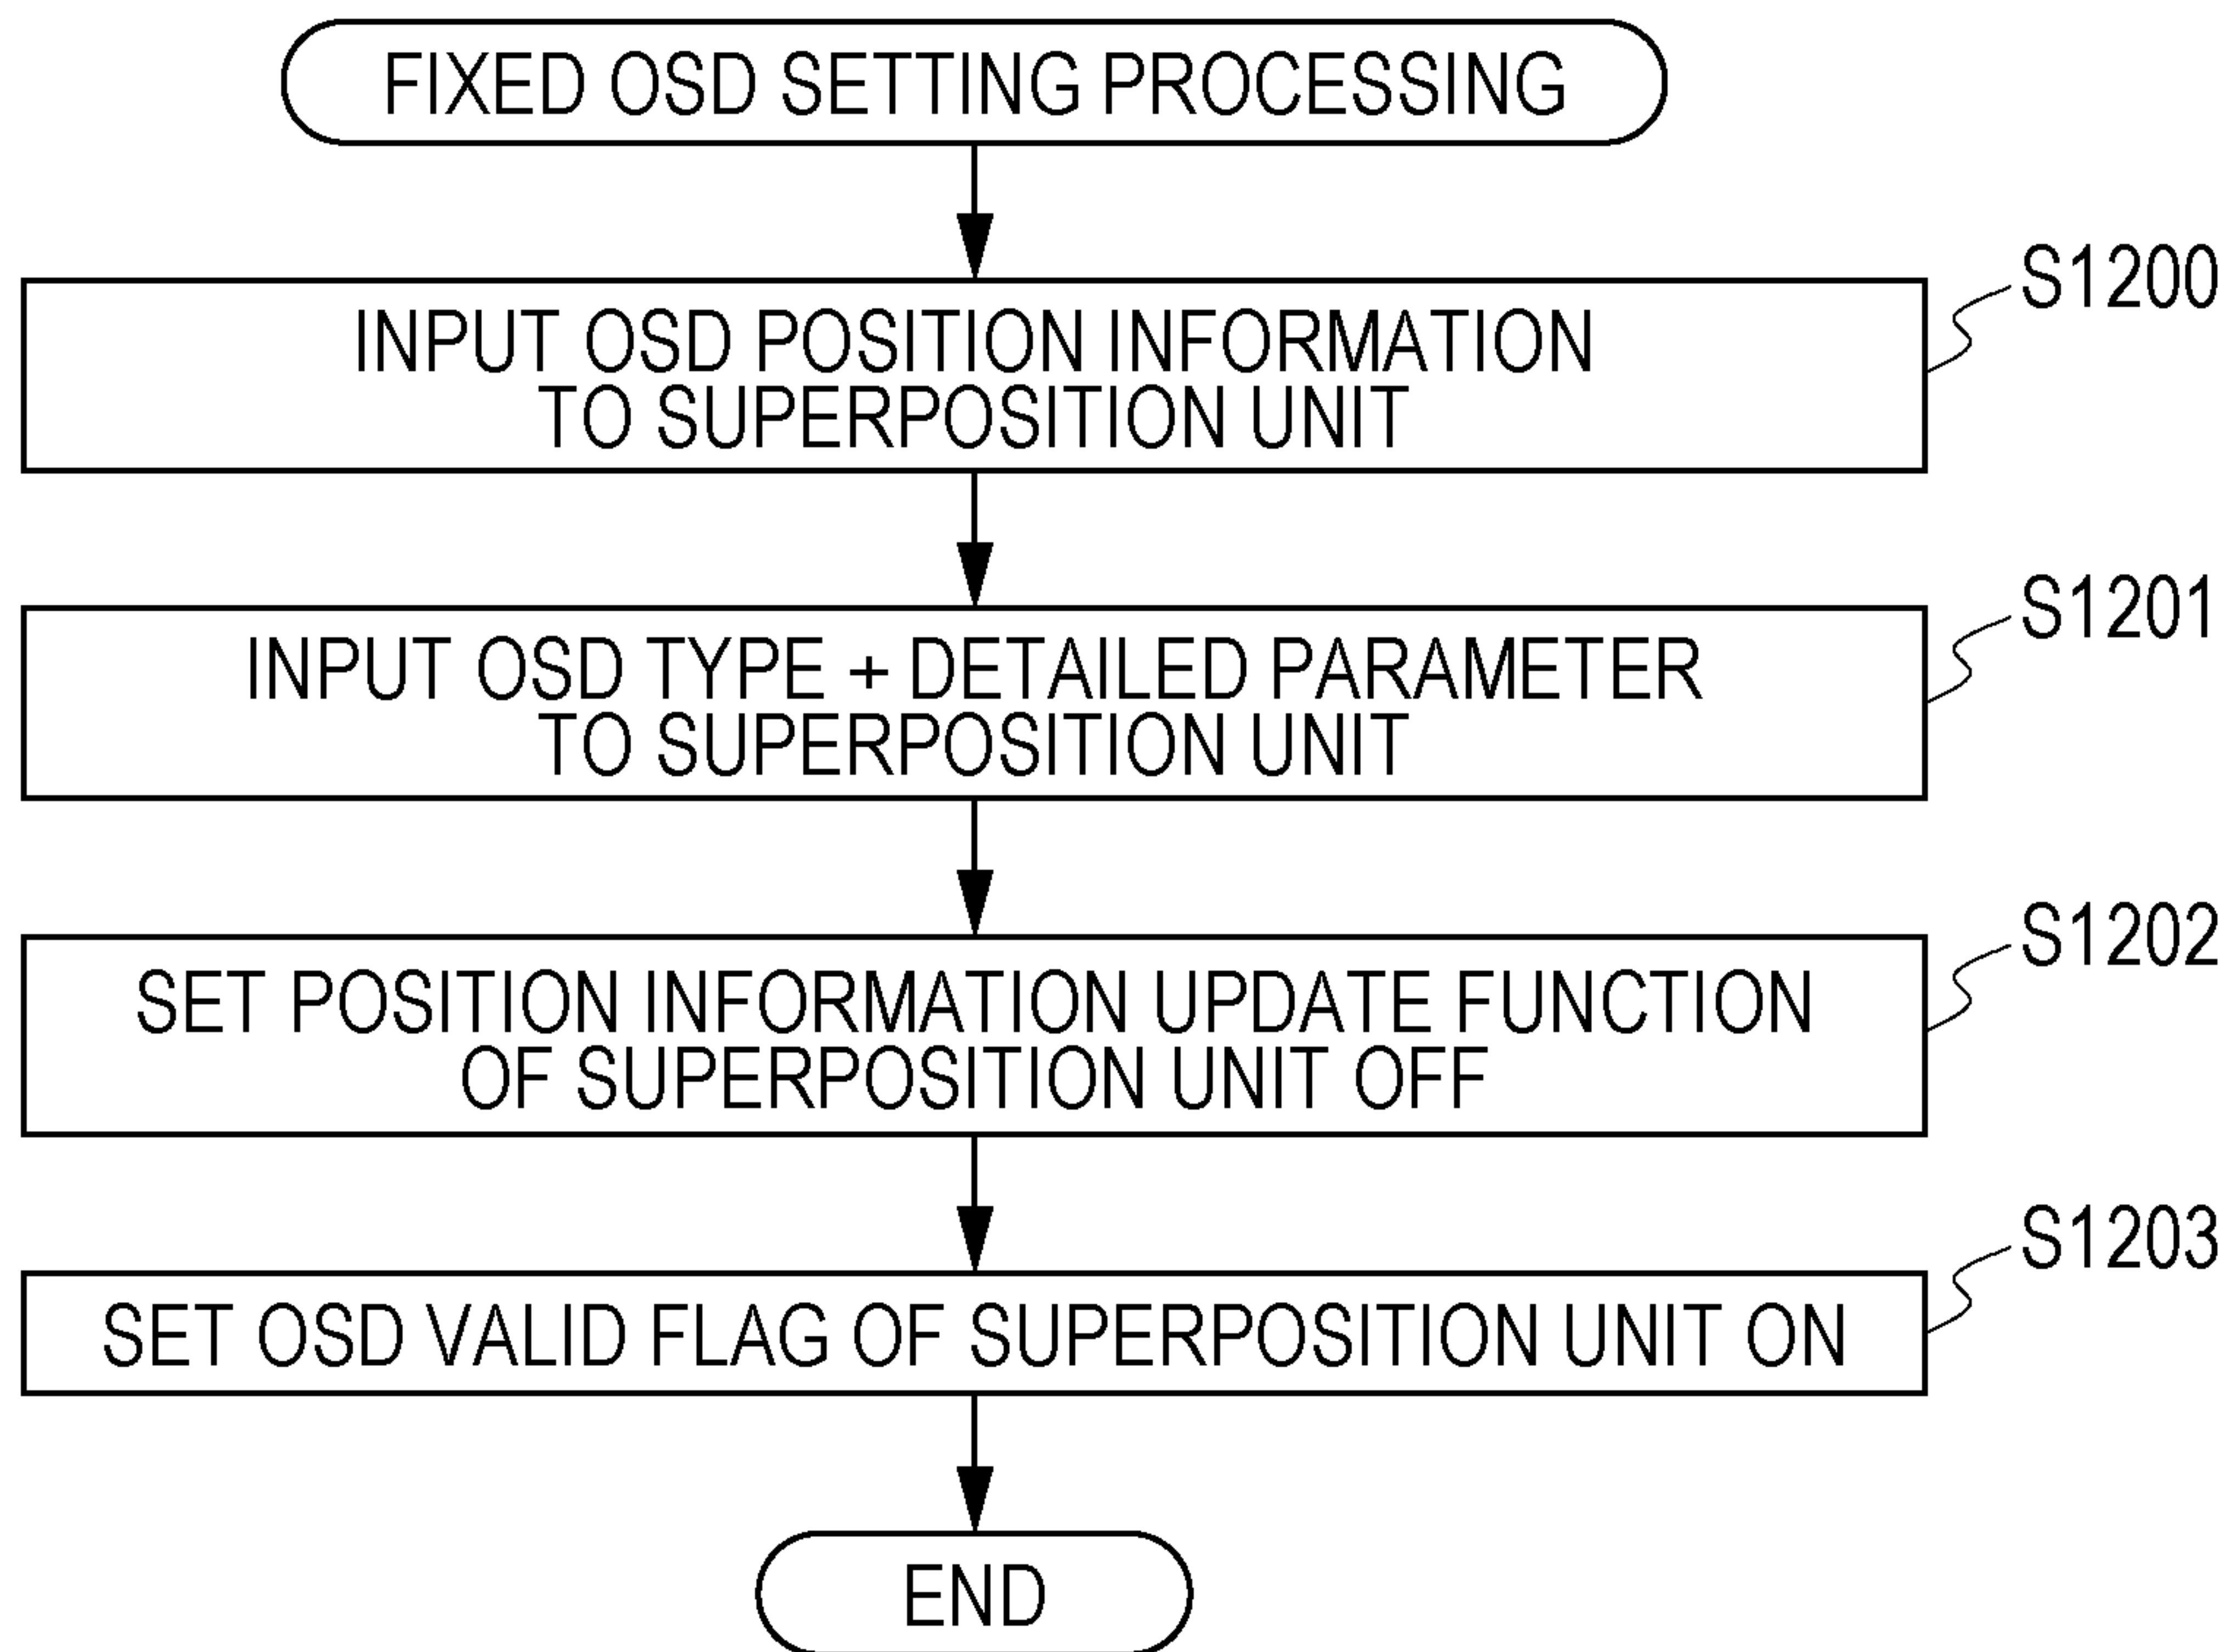 FIXED OSD SETTING PROCESSING
S1200
INPUT OSD POSITION INFORMATION
TO SUPERPOSITION UNIT
S1201
INPUT OSD TYPE + DETAILED PARAMETER
TO SUPERPOSITION UNIT
S1202
SET POSITION INFORMATION UPDATE FUNCTION
OF SUPERPOSITION UNIT OFF
S1203
SET OSD VALID FLAG OF SUPERPOSITION UNIT ON
END